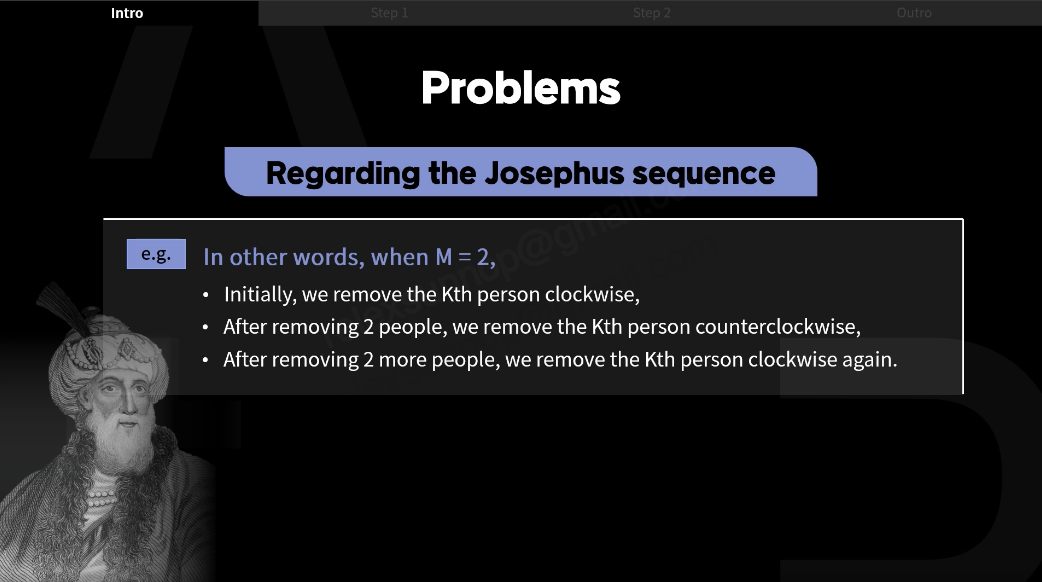 Intro
Step 1
Step 2
Outro
Problems
Regarding the Josephus sequence
e.g.
In other words, when M = 2,
• Initially, we remove the Kth person clockwise,
• After removing 2 people, we remove the Kth person counterclockwise,
• After removing 2 more people, we remove the Kth person clockwise again.